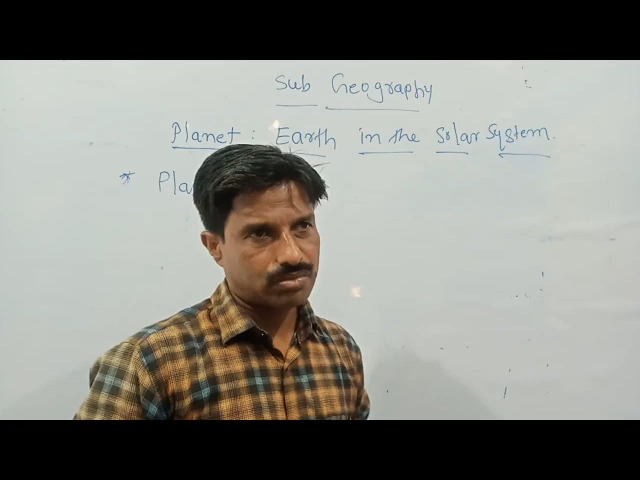 Sub Geography
Planet : Earth in the Solar System.
* Pla